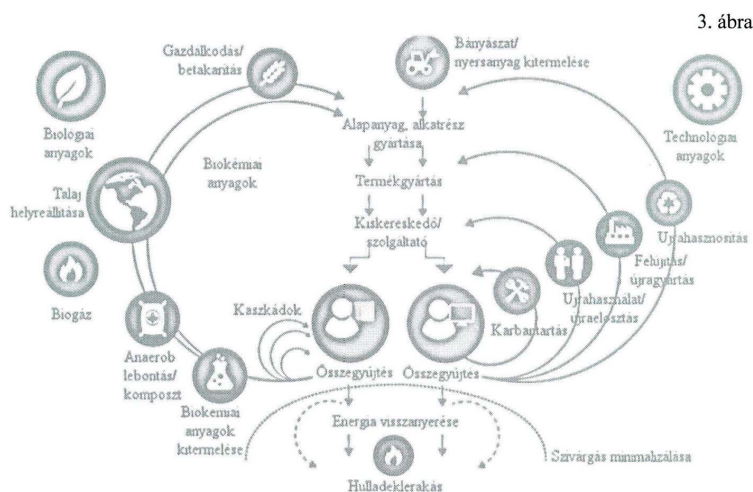 3. ábra
Gazdálkodás/
betakarítás
Bányászat/
nyersanyag kitermelése
Biológiai
anyagok
Technológiai
anyagok
Alapanyag, alkatrész
gyártása
Biokémiai
anyagok
Talaj
helyreállítása
Termékgyártás
Kiskereskedő/
szolgáltató
Újrahasznosítás
Felújítás/
újragyártás
Biogáz
Újrahasználat/
újraelosztás
Kaszkádok
Karbantartás
Anaerob
lebontás/
komposzt
Összegyűjtés
Összegyűjtés
Biokémiai
anyagok
kitermelése
Energia visszanyerése
Szivárgás minimalizálása
Hulladéklerakás